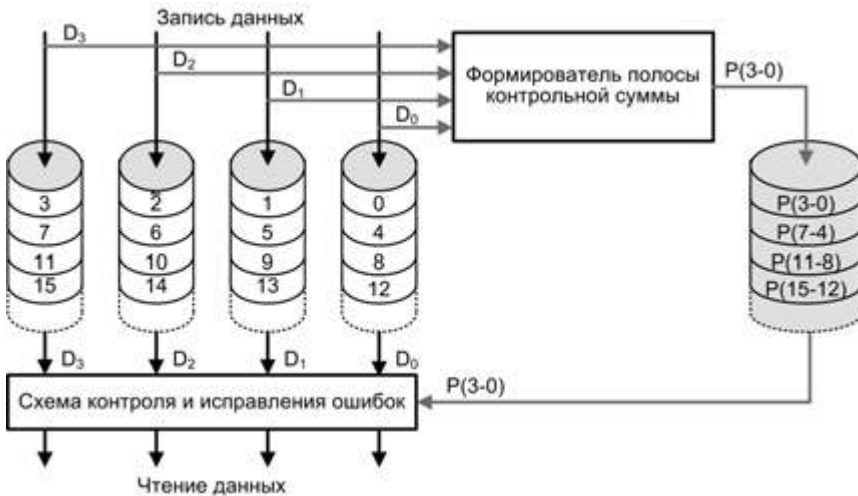 Запись данных
D3
D2
D1
D0
Формирователь полосы
контрольной суммы
P(3-0)
3
2
1
0
P(3-0)
7
6
5
4
P(7-4)
11
10
9
8
P(11-8)
15
14
13
12
P(15-12)
D3
D2
D1
D0
P(3-0)
Схема контроля и исправления ошибок
Чтение данных